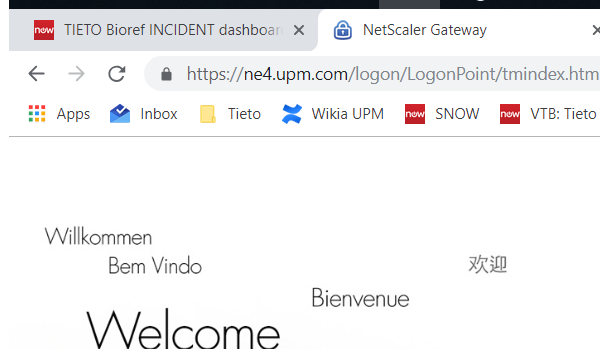 now TIETO Bioref INCIDENT dashboar NetScaler Gateway
https://ne4.upm.com/logon/LogonPoint/tmindex.htm
Apps Inbox Tieto Wikia UPM now SNOW now VTB: Tieto
Willkommen
Bem Vindo 欢迎
Bienvenue
Welcome